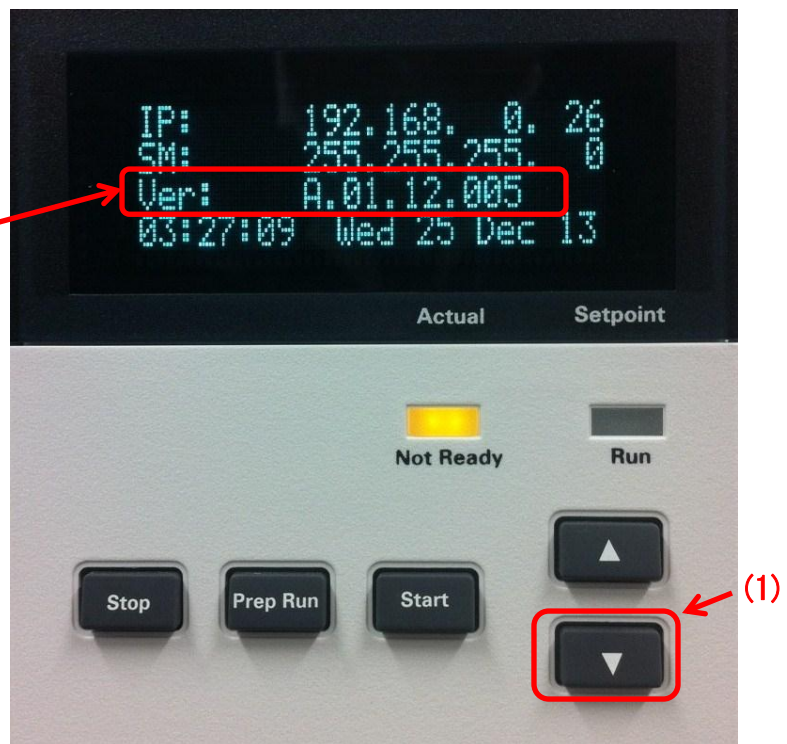 IP: 192.168. 0. 26
SM: 255.255.255. 0
Ver: A.01.12.005
03:27:09 Wed 25 Dec 13
Actual Setpoint
Not Ready Run
Stop Prep Run Start
(1)